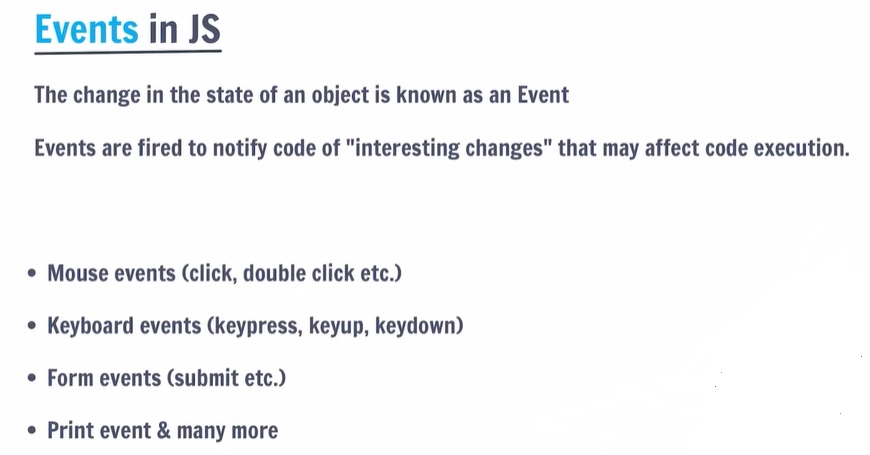 Events in JS
The change in the state of an object is known as an Event
Events are fired to notify code of "interesting changes" that may affect code execution.
• Mouse events (click, double click etc.)
• Keyboard events (keypress, keyup, keydown)
• Form events (submit etc.)
• Print event & many more